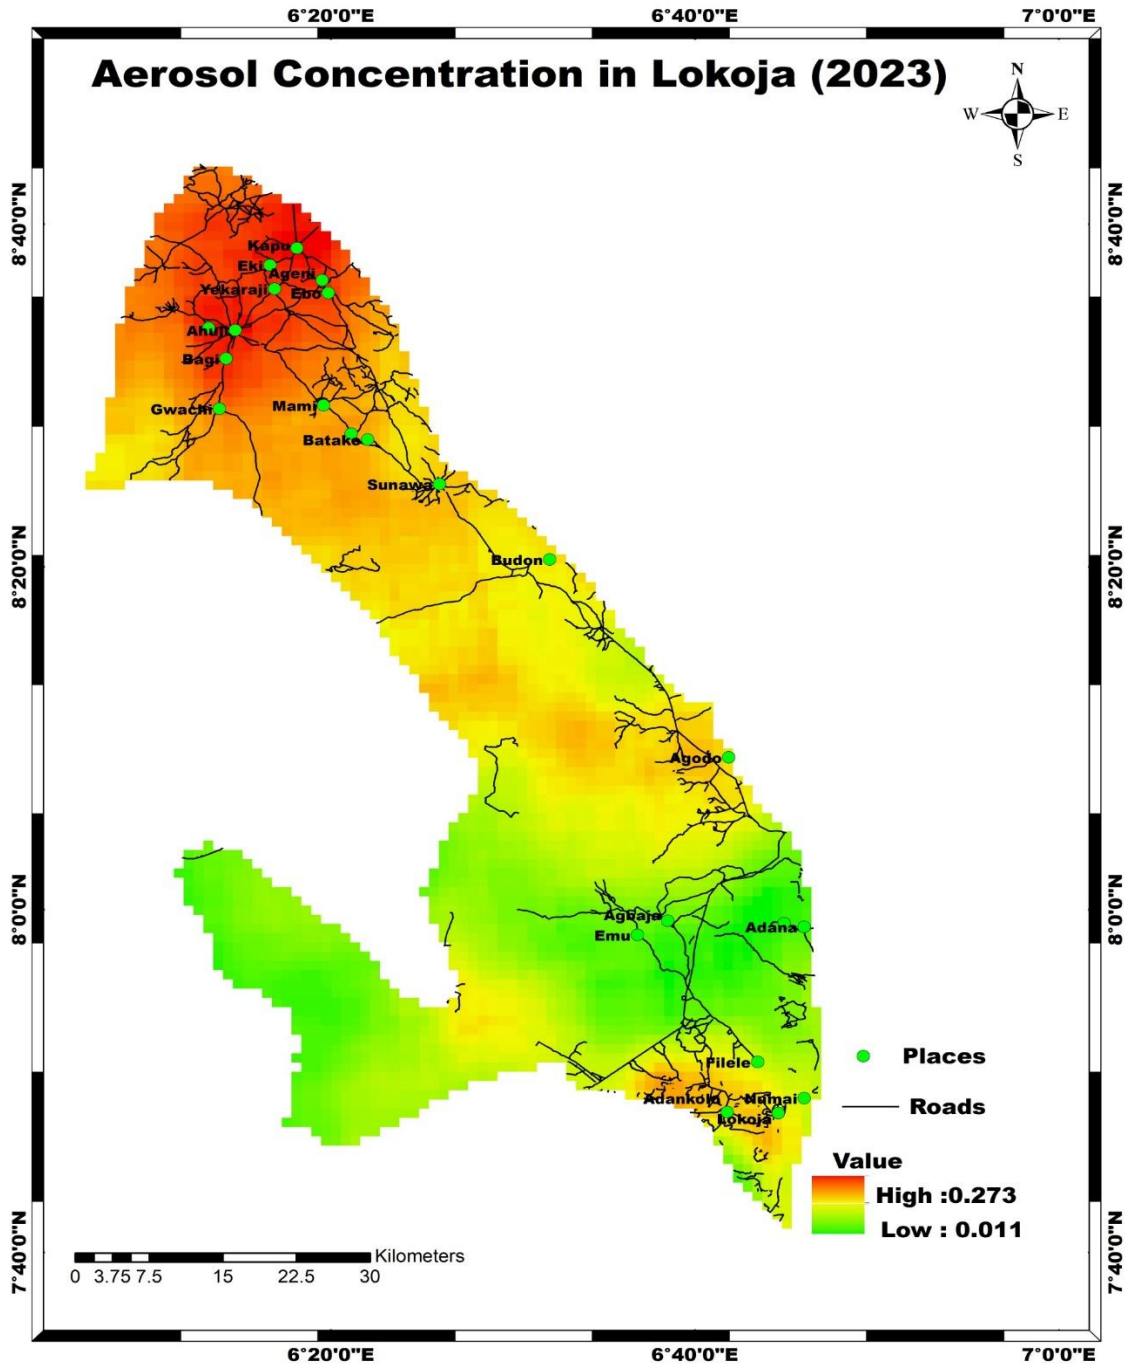 6°20'0"E 6°40'0"E 7°0'0"E
Aerosol Concentration in Lokoja (2023)
N
W E
S
8°40'0"N 8°40'0"N
Kapu
Eki
Ageni
Yekaraji
Ebo
Ahuji
Bagi
Gwachi
Mami
Batake
Sunawa
8°20'0"N 8°20'0"N
Budon
Agodo
8°0'0"N 8°0'0"N
Agbaja
Emu
Adana
Places
Pilele
Adankolo
Numai
Roads
Lokoja
Value
High :0.273
Low : 0.011
7°40'0"N 7°40'0"N
Kilometers
0 3.75 7.5 15 22.5 30
6°20'0"E 6°40'0"E 7°0'0"E